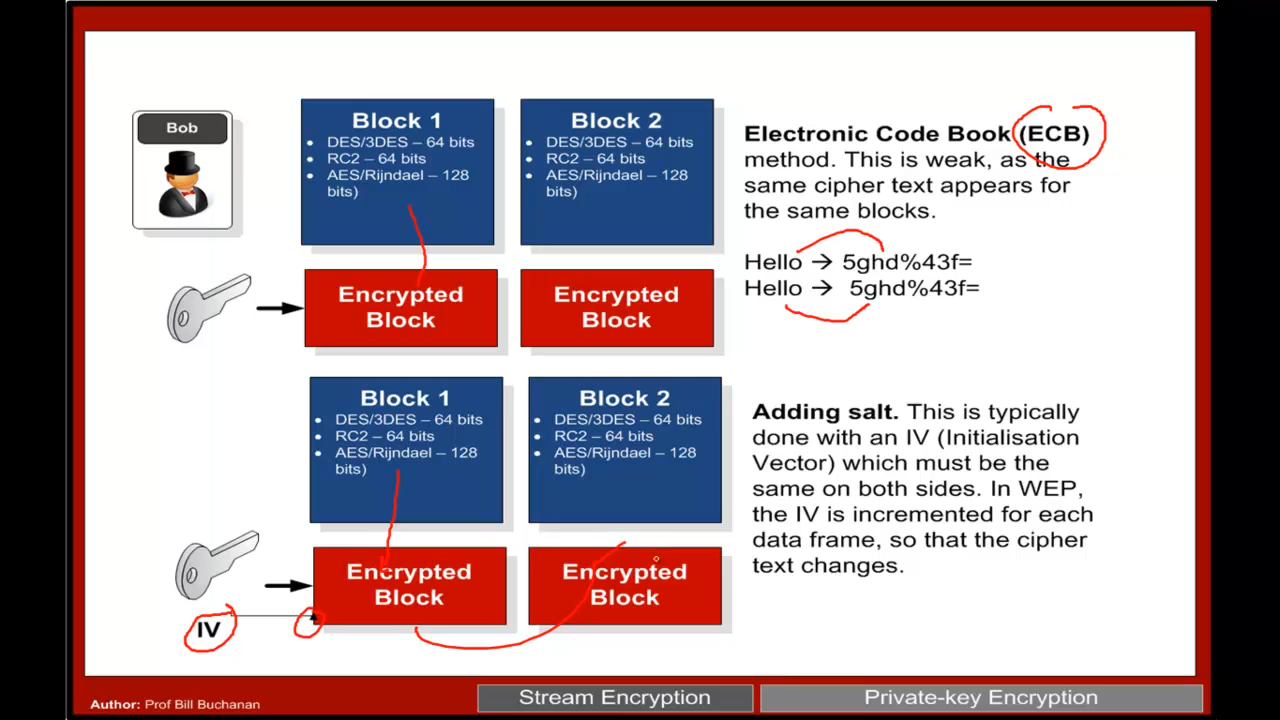 Bob
Block 1
• DES/3DES – 64 bits
• RC2 – 64 bits
• AES/Rijndael – 128
bits)
Block 2
• DES/3DES – 64 bits
• RC2 – 64 bits
• AES/Rijndael – 128
bits)
Encrypted
Block
Encrypted
Block
Electronic Code Book (ECB)
method. This is weak, as the
same cipher text appears for
the same blocks.
Hello → 5ghd%43f=
Hello → 5ghd%43f=
Block 1
• DES/3DES – 64 bits
• RC2 – 64 bits
• AES/Rijndael – 128
bits)
Block 2
• DES/3DES – 64 bits
• RC2 – 64 bits
• AES/Rijndael – 128
bits)
Encrypted
Block
Encrypted
Block
IV
Adding salt. This is typically
done with an IV (Initialisation
Vector) which must be the
same on both sides. In WEP,
the IV is incremented for each
data frame, so that the cipher
text changes.
Author: Prof Bill Buchanan
Stream Encryption
Private-key Encryption